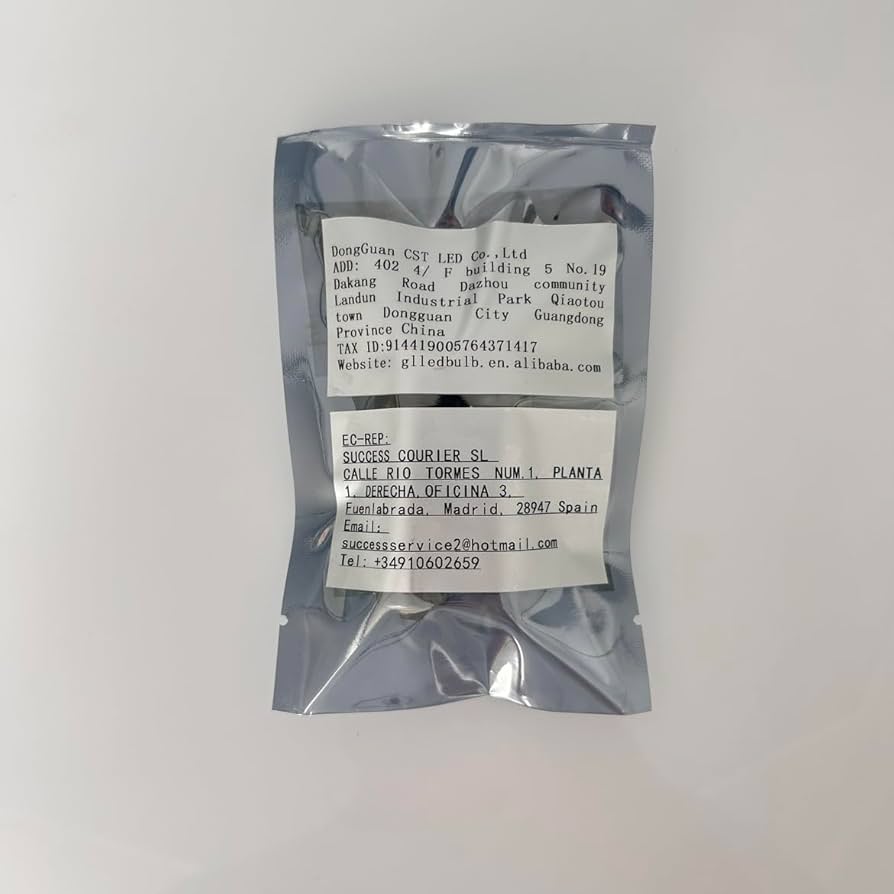 DongGuan CST LED Co.,Ltd
ADD: 402 4/ F building 5 No.19
Dakang Road Dazhou community
Landun Industrial Park Qiaotou
town Dongguan City Guangdong
Province China
TAX ID:914419005764371417
Website: glledbulb.en.alibaba.com
EC-REP:
SUCCESS COURIER SL
CALLE RIO TORMES NUM.1, PLANTA
1, DERECHA,OFICINA 3,
Fuenlabrada, Madrid, 28947 Spain
Email:
successservice2@hotmail.com
Tel: +34910602659